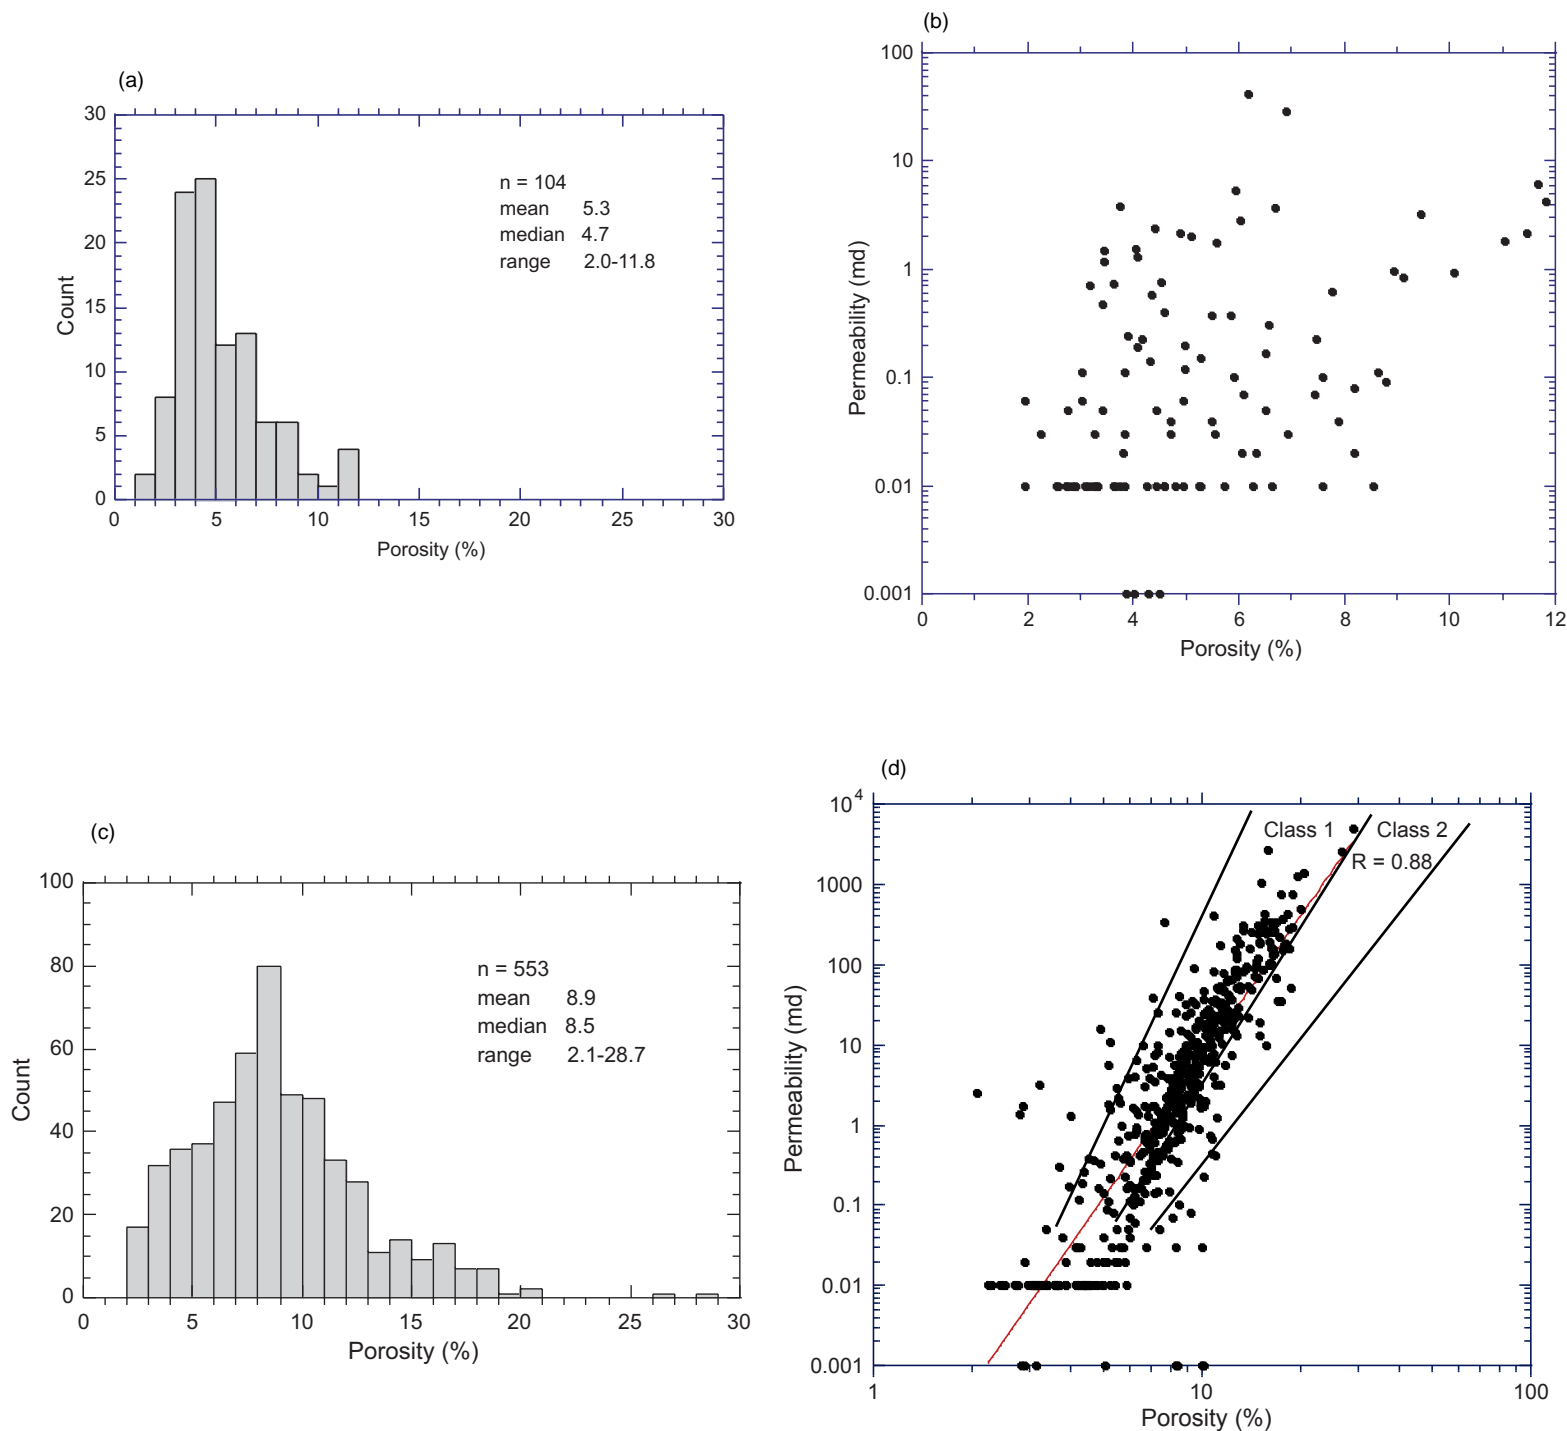 (a)
30
25
20
15
10
5
0
Count
n = 104
mean 5.3
median 4.7
range 2.0-11.8
0 5 10 15 20 25 30
Porosity (%)
(b)
100
10
1
0.1
0.01
0.001
Permeability (md)
0 2 4 6 8 10 12
Porosity (%)
(c)
100
80
60
40
20
0
Count
n = 553
mean 8.9
median 8.5
range 2.1-28.7
0 5 10 15 20 25 30
Porosity (%)
(d)
10^4
1000
100
10
1
0.1
0.01
0.001
Permeability (md)
Class 1 Class 2
R = 0.88
1 10 100
Porosity (%)